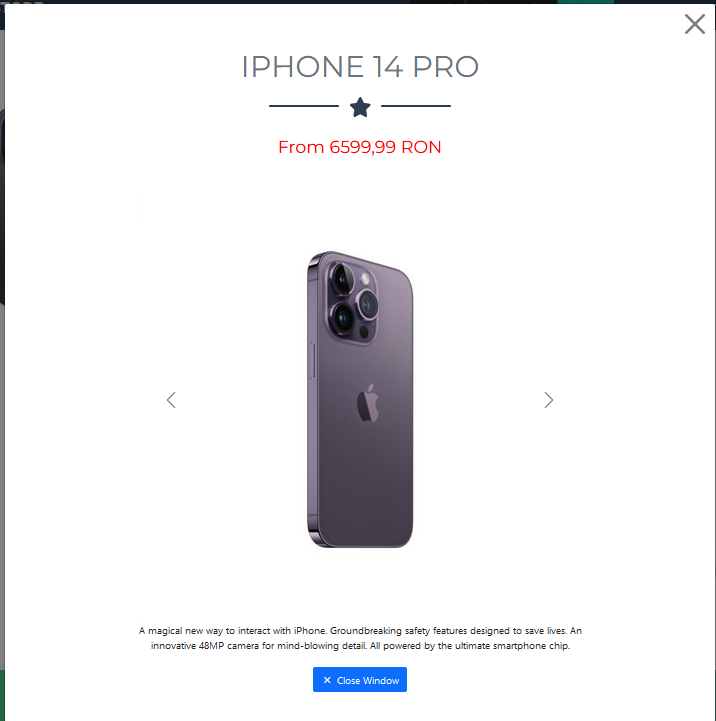 IPHONE 14 PRO
From 6599,99 RON
A magical new way to interact with iPhone. Groundbreaking safety features designed to save lives. An
innovative 48MP camera for mind-blowing detail. All powered by the ultimate smartphone chip.
Close Window